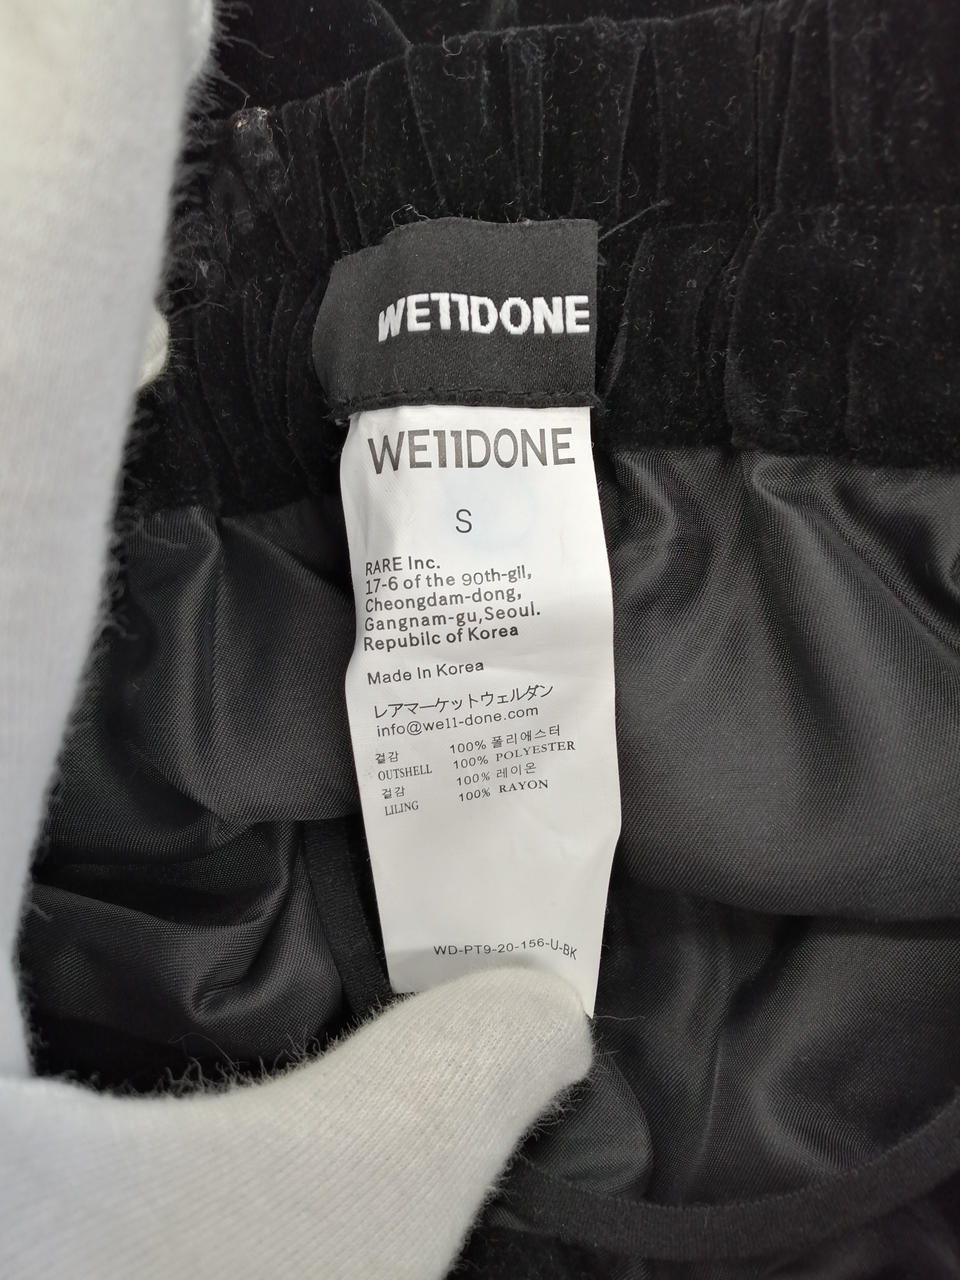 WE11DONE
WE11DONE
S
RARE Inc.
17-6 of the 90th-gil,
Cheongdam-dong,
Gangnam-gu,Seoul.
Repubilc of Korea
Made In Korea
レアマーケットウェルダン
info@we11-done.com
겉감 100% 폴리에스터
OUTSHELL 100% POLYESTER
걸감 100% 레이온
LILING 100% RAYON
WD-PT9-20-156-U-BK